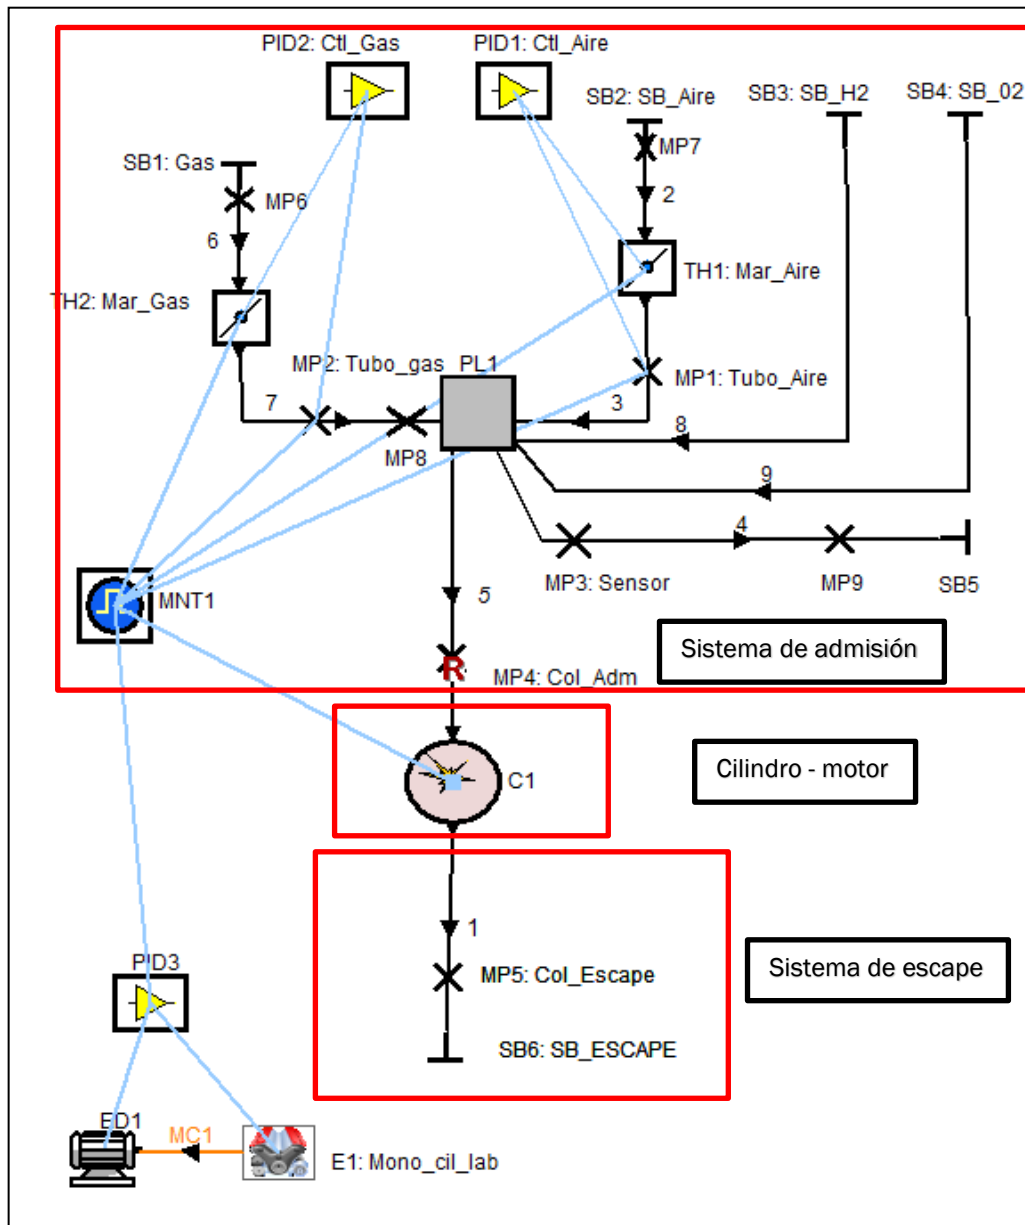 PID2: Ctl_Gas
PID1: Ctl_Aire
SB2: SB_Aire
SB3: SB_H2
SB4: SB_02
SB1: Gas
MP7
MP6
2
6
TH1: Mar_Aire
TH2: Mar_Gas
MP2: Tubo_gas
PL1
MP1: Tubo_Aire
7
3
8
MP8
9
4
MP3: Sensor
MP9
SB5
MNT1
5
Sistema de admisión
R
MP4: Col_Adm
C1
Cilindro - motor
1
PID3
MP5: Col_Escape
Sistema de escape
SB6: SB_ESCAPE
ED1
MC1
E1: Mono_cil_lab